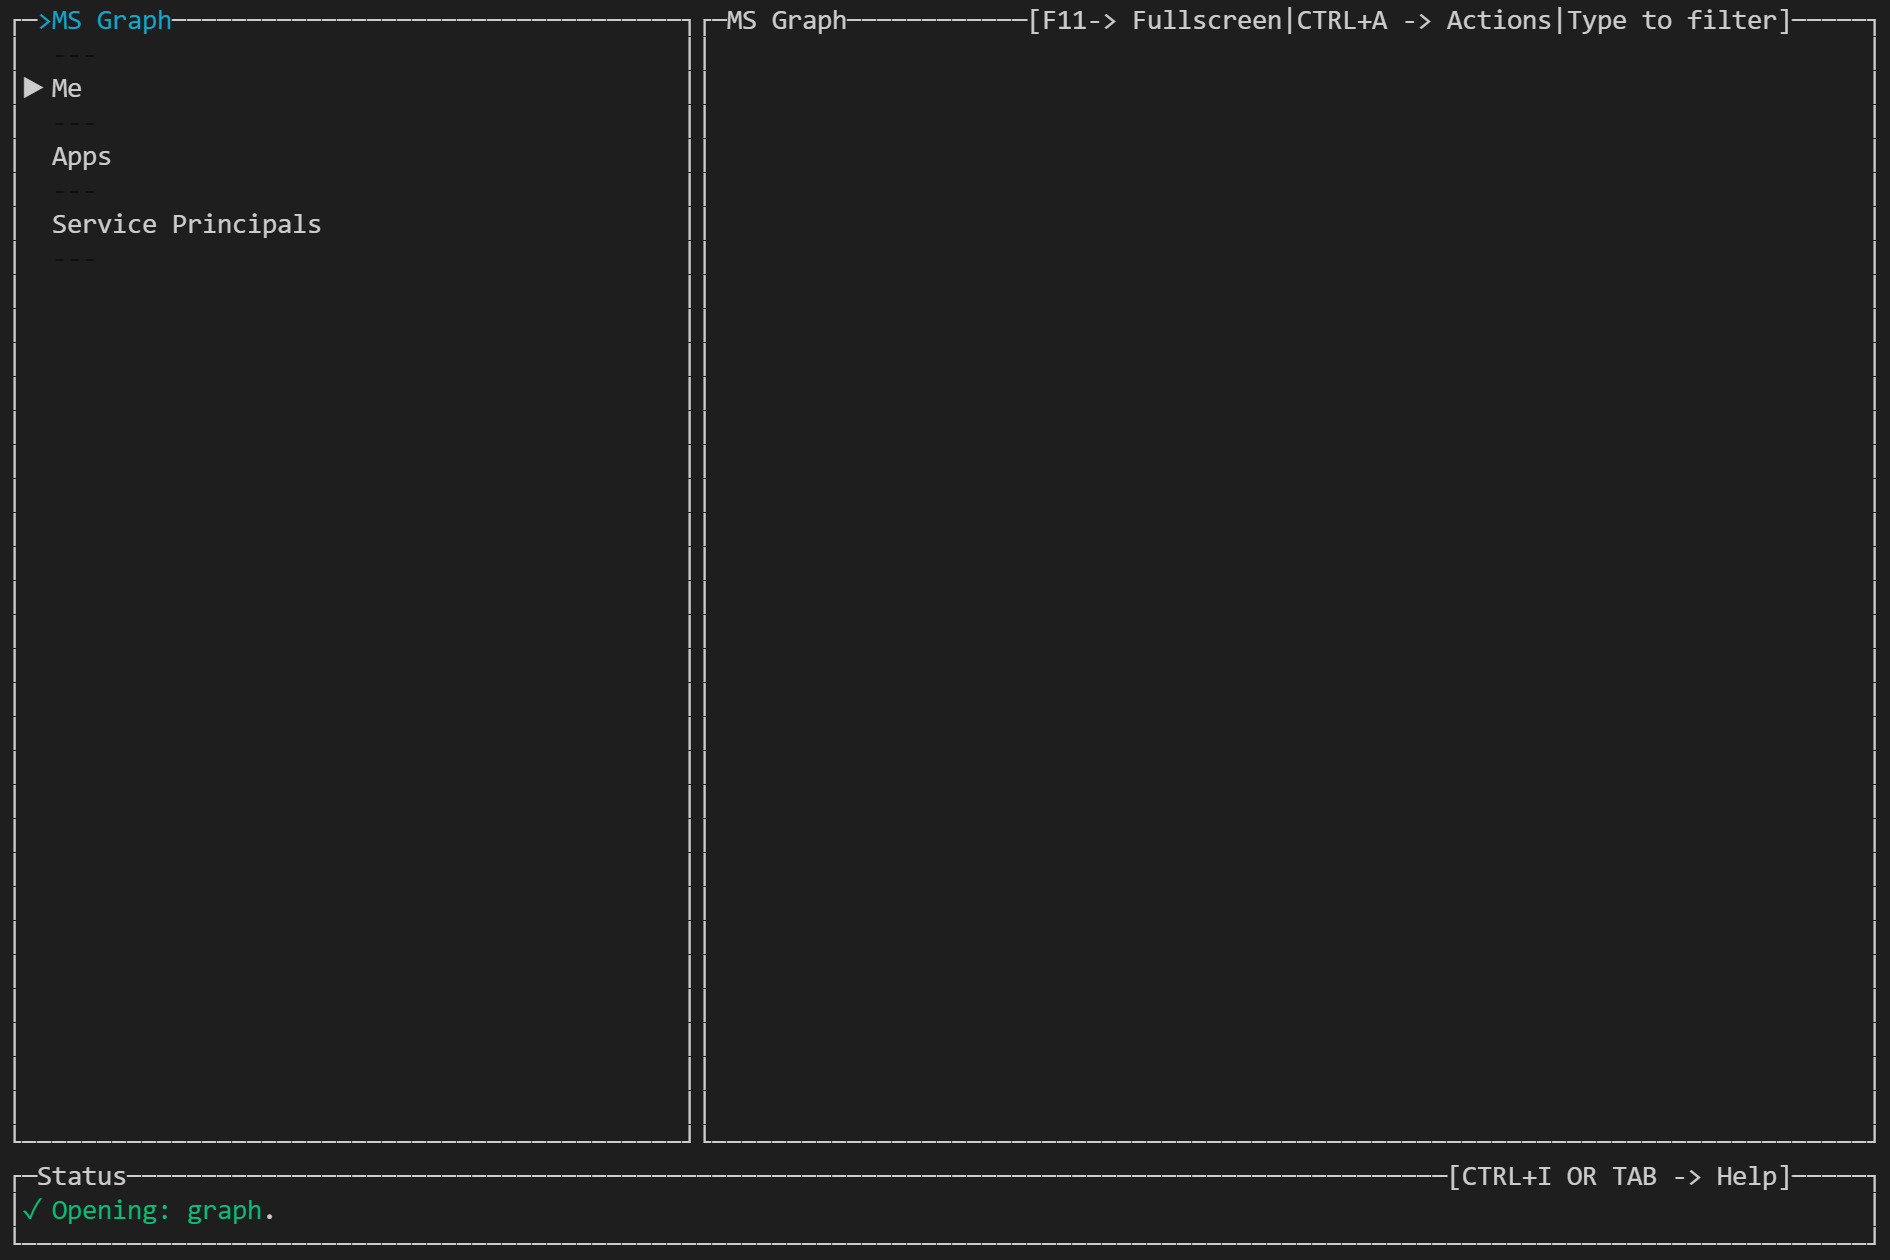 >MS Graph
---
▶ Me
---
Apps
---
Service Principals
---
MS Graph [F11-> Fullscreen|CTRL+A -> Actions|Type to filter]
Status [CTRL+I OR TAB -> Help]
✓ Opening: graph.